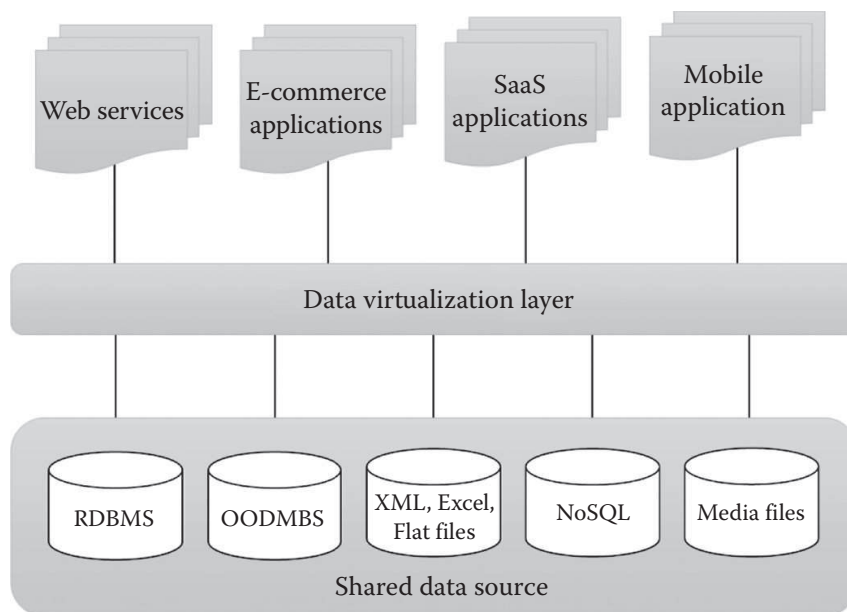 Web services
E-commerce
applications
SaaS
applications
Mobile
application
Data virtualization layer
RDBMS
OODMBS
XML, Excel,
Flat files
NoSQL
Media files
Shared data source